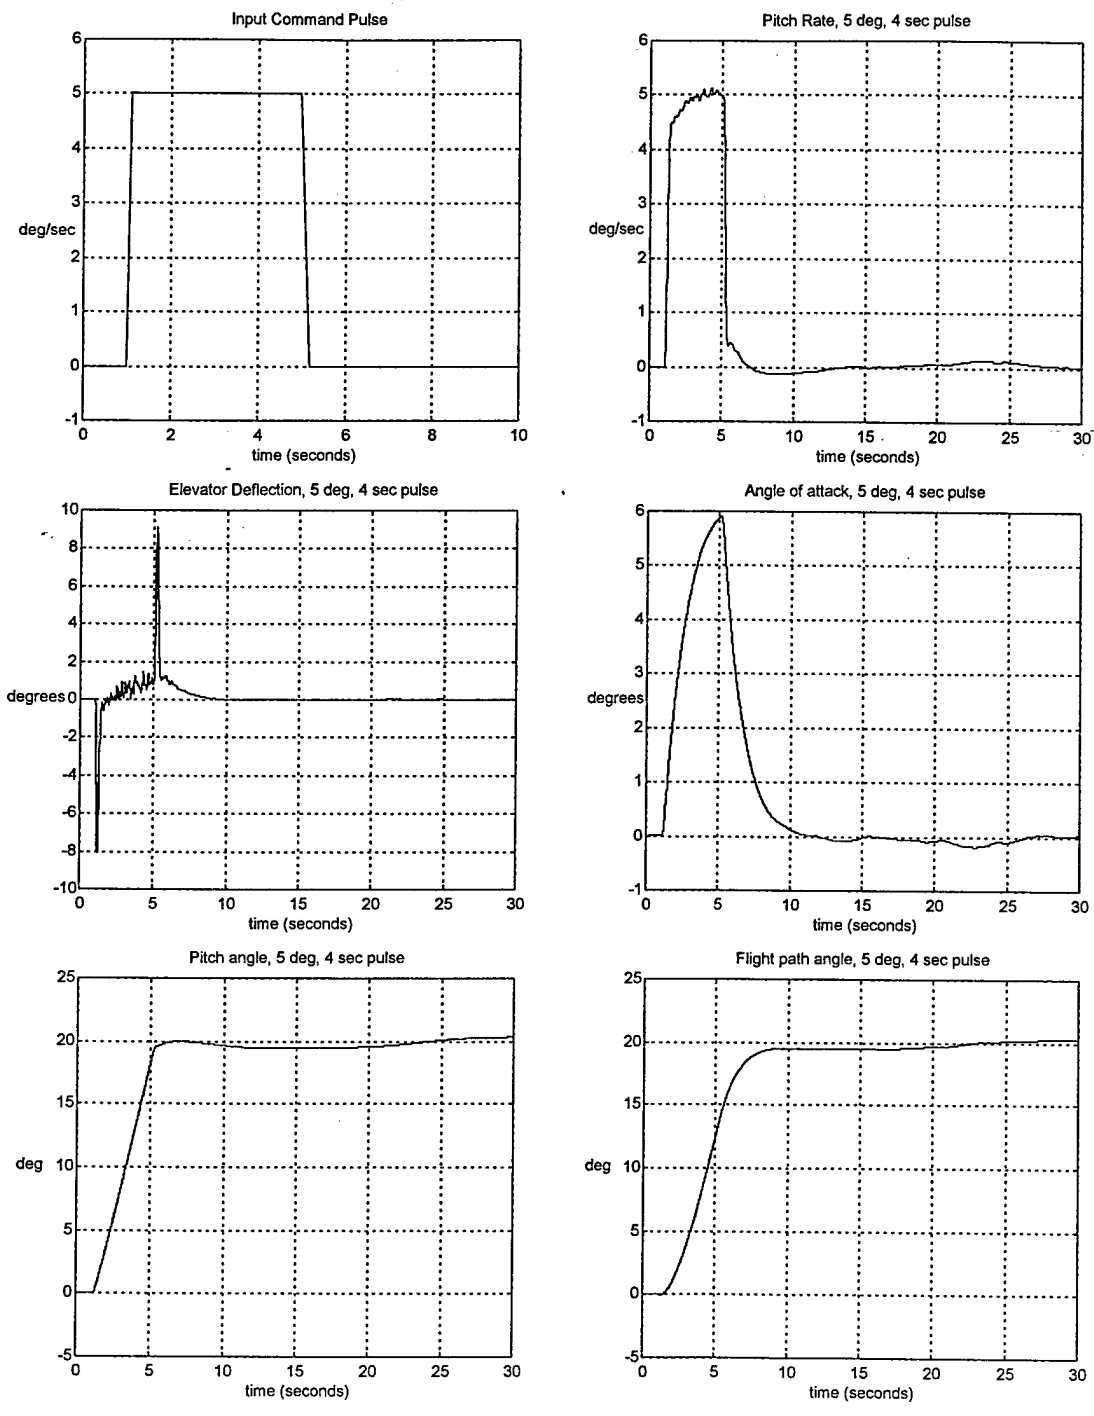 Input Command Pulse
6
5
4
3
deg/sec
2
1
0
-1
0 2 4 6 8 10
time (seconds)
Pitch Rate, 5 deg, 4 sec pulse
6
5
4
3
deg/sec
2
1
0
-1
0 5 10 15 20 25 30
time (seconds)
Elevator Deflection, 5 deg, 4 sec pulse
10
8
6
4
2
degrees 0
-2
-4
-6
-8
-10
0 5 10 15 20 25 30
time (seconds)
Angle of attack, 5 deg, 4 sec pulse
6
5
4
3
degrees
2
1
0
-1
0 5 10 15 20 25 30
time (seconds)
Pitch angle, 5 deg, 4 sec pulse
25
20
15
deg 10
5
0
-5
0 5 10 15 20 25 30
time (seconds)
Flight path angle, 5 deg, 4 sec pulse
25
20
15
deg 10
5
0
-5
0 5 10 15 20 25 30
time (seconds)